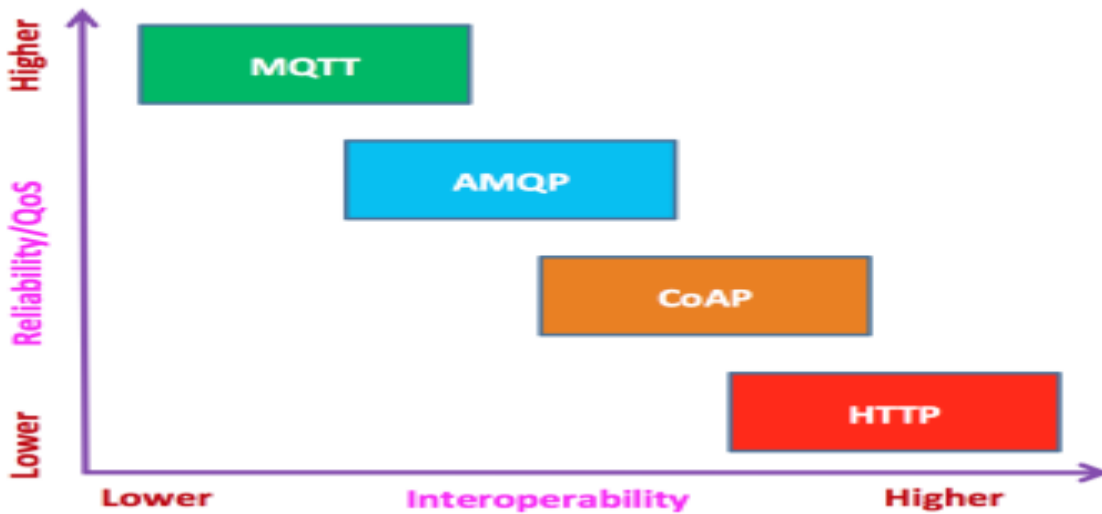 Higher
MQTT
AMQP
Reliability/QoS
CoAP
HTTP
Lower
Lower Interoperability Higher